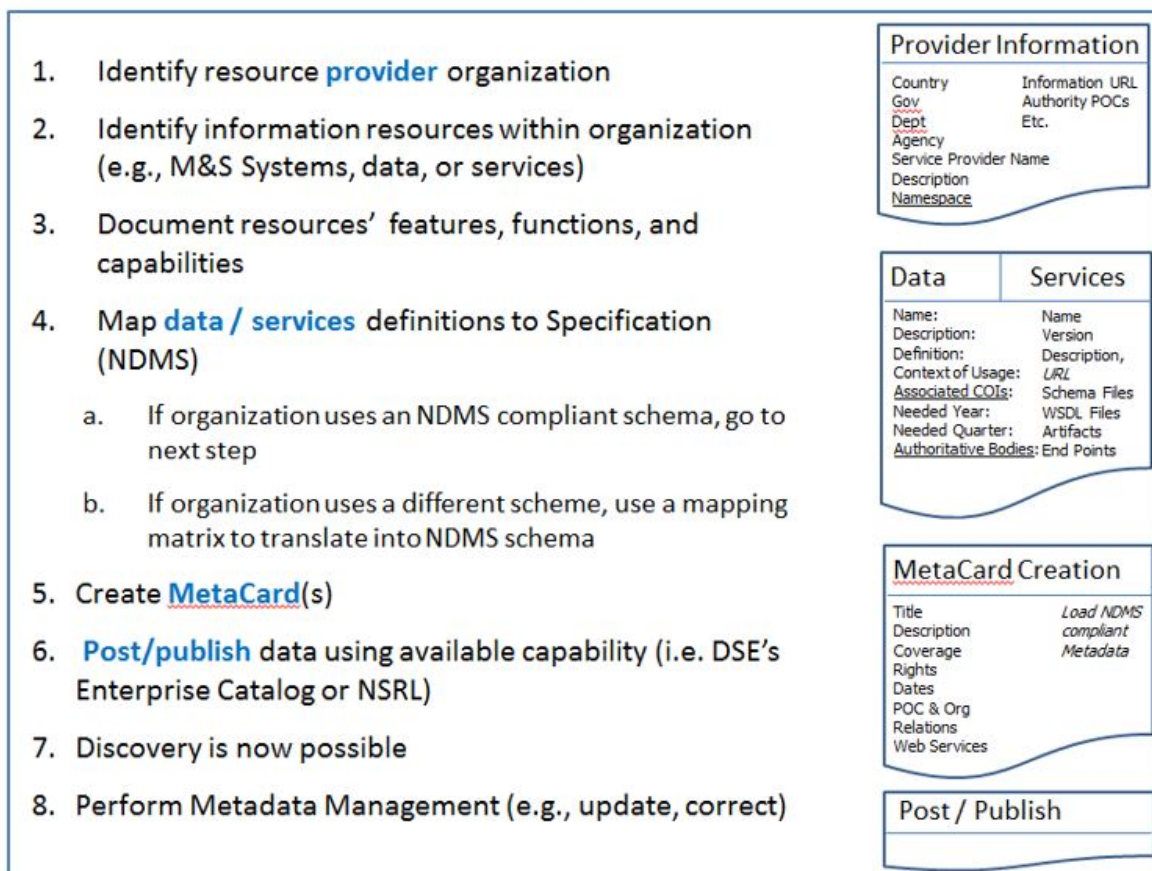 1. Identify resource provider organization
2. Identify information resources within organization
(e.g., M&S Systems, data, or services)
3. Document resources' features, functions, and
capabilities
4. Map data / services definitions to Specification
(NDMS)
a. If organization uses an NDMS compliant schema, go to
next step
b. If organization uses a different scheme, use a mapping
matrix to translate into NDMS schema
5. Create MetaCard(s)
6. Post/publish data using available capability (i.e. DSE's
Enterprise Catalog or NSRL)
7. Discovery is now possible
8. Perform Metadata Management (e.g., update, correct)
Provider Information
Country Information URL
Gov Authority POCs
Dept Etc.
Agency
Service Provider Name
Description
Namespace
Data Services
Name: Name
Description: Version
Definition: Description,
Context of Usage: URL
Associated COIs: Schema Files
Needed Year: WSDL Files
Needed Quarter: Artifacts
Authoritative Bodies: End Points
MetaCard Creation
Title Load NDMS
Description compliant
Coverage Metadata
Rights
Dates
POC & Org
Relations
Web Services
Post / Publish